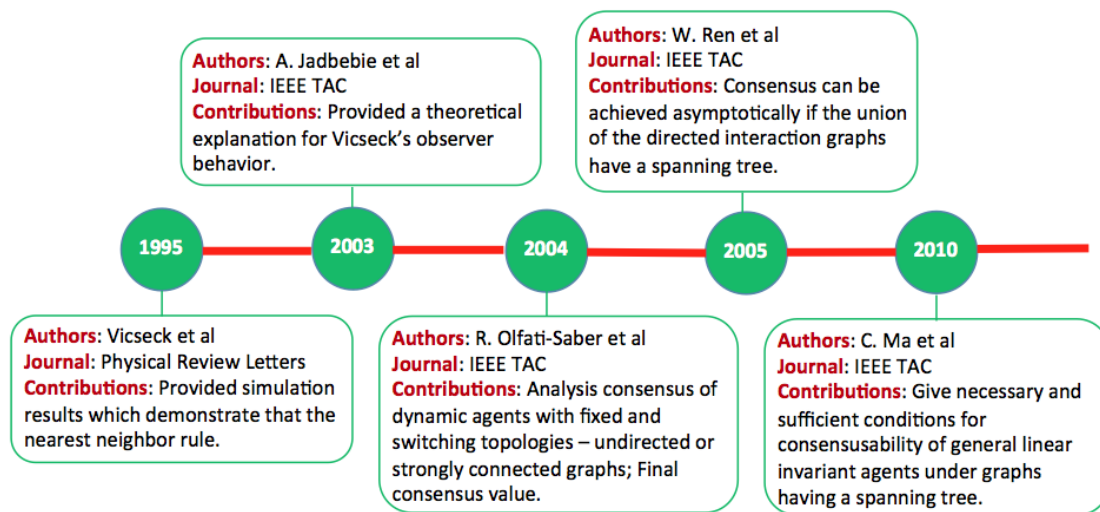 Authors: A. Jadbebie et al
Journal: IEEE TAC
Contributions: Provided a theoretical
explanation for Vicseck's observer
behavior.
Authors: W. Ren et al
Journal: IEEE TAC
Contributions: Consensus can be
achieved asymptotically if the union
of the directed interaction graphs
have a spanning tree.
1995
2003
2004
2005
2010
Authors: Vicseck et al
Journal: Physical Review Letters
Contributions: Provided simulation
results which demonstrate that the
nearest neighbor rule.
Authors: R. Olfati-Saber et al
Journal: IEEE TAC
Contributions: Analysis consensus of
dynamic agents with fixed and
switching topologies – undirected or
strongly connected graphs; Final
consensus value.
Authors: C. Ma et al
Journal: IEEE TAC
Contributions: Give necessary and
sufficient conditions for
consensusability of general linear
invariant agents under graphs
having a spanning tree.